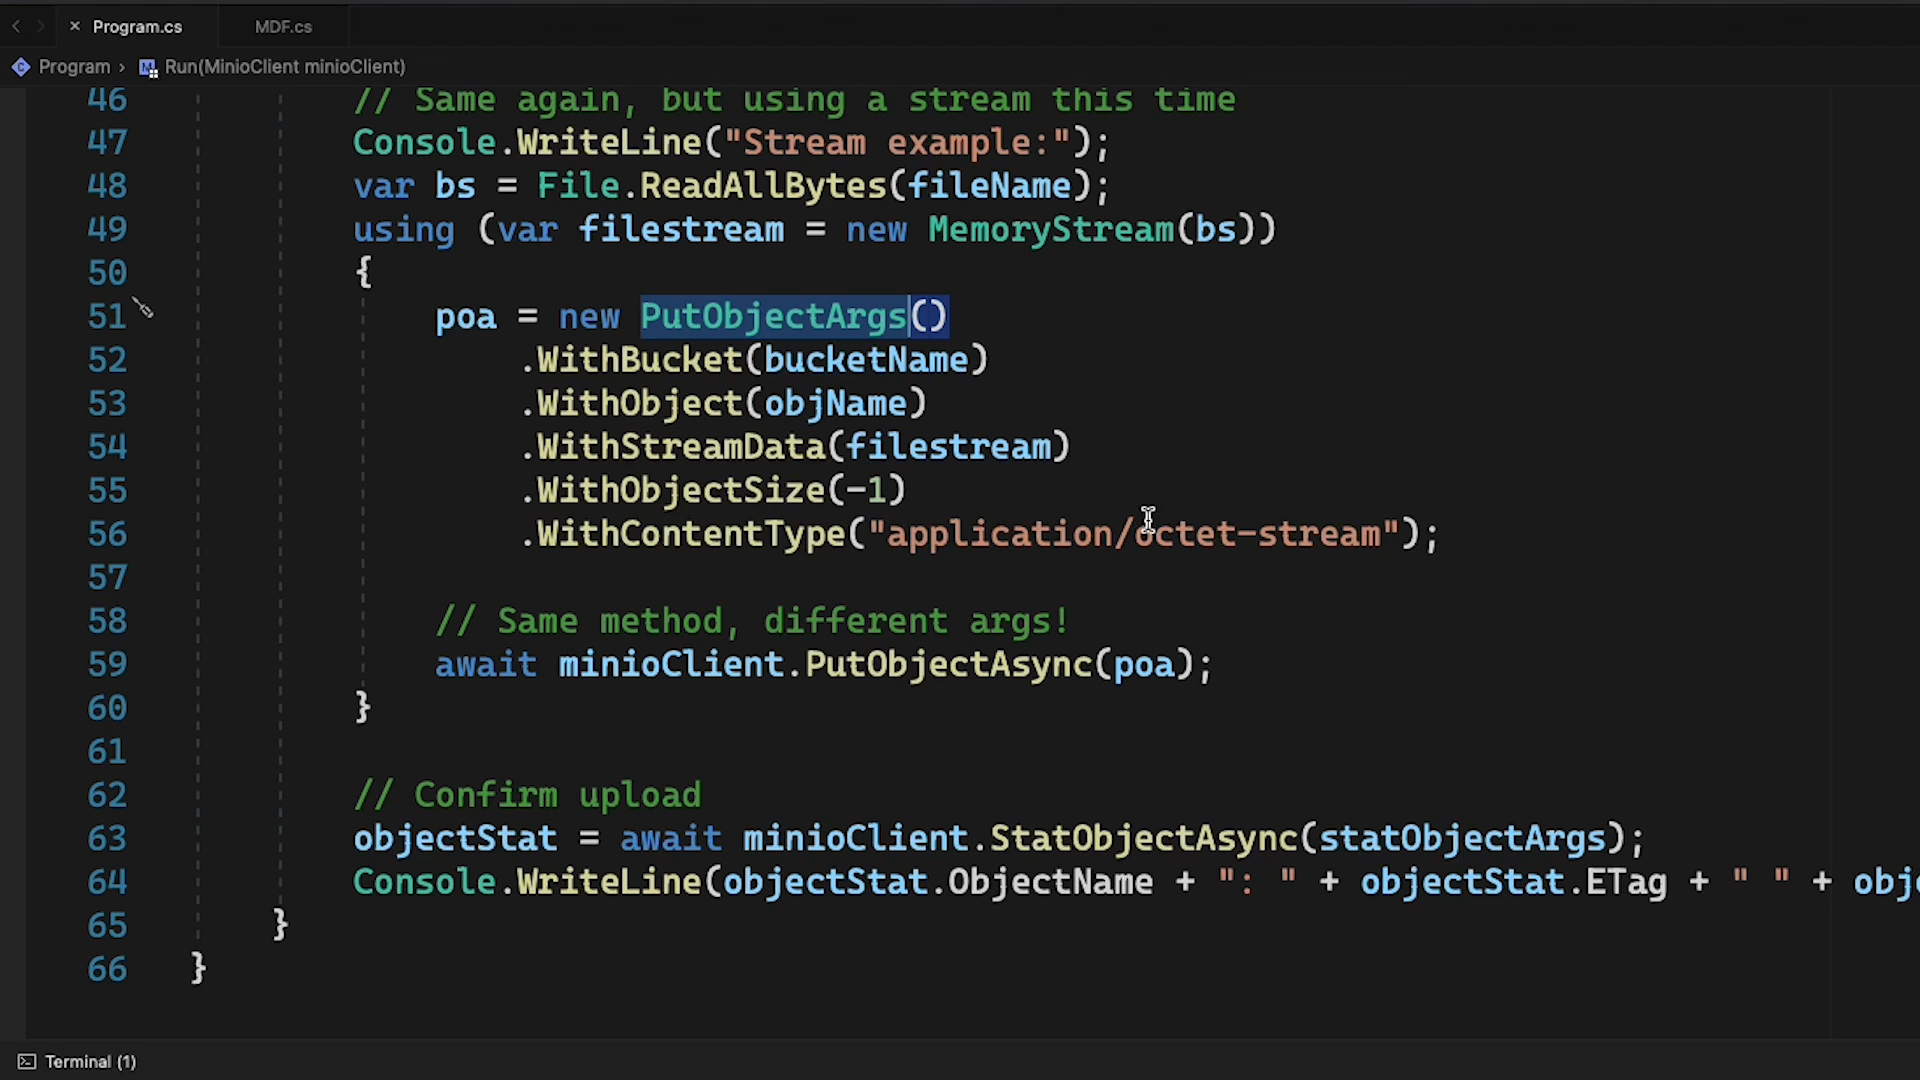 Program.cs MDF.cs
Program › Run(MinioClient minioClient)
46 // Same again, but using a stream this time
47 Console.WriteLine("Stream example:");
48 var bs = File.ReadAllBytes(fileName);
49 using (var filestream = new MemoryStream(bs))
50 {
51 poa = new PutObjectArgs()
52 .WithBucket(bucketName)
53 .WithObject(objName)
54 .WithStreamData(filestream)
55 .WithObjectSize(-1)
56 .WithContentType("application/octet-stream");
57
58 // Same method, different args!
59 await minioClient.PutObjectAsync(poa);
60 }
61
62 // Confirm upload
63 objectStat = await minioClient.StatObjectAsync(statObjectArgs);
64 Console.WriteLine(objectStat.ObjectName + ": " + objectStat.ETag + " " + obj
65 }
66 }
Terminal (1)